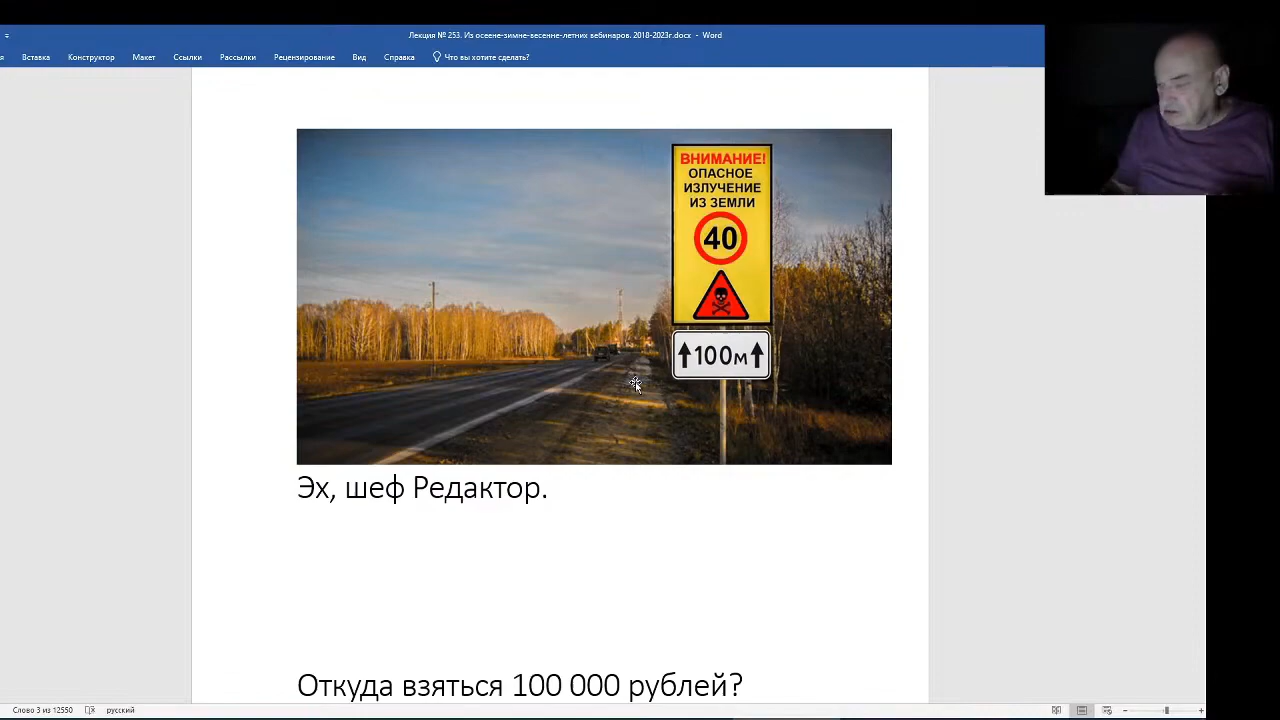 Лекция № 253. Из осеене-зимне-весенне-летних вебинаров. 2018-2023г.docx - Word
Вставка Конструктор Макет Ссылки Рассылки Рецензирование Вид Справка Что вы хотите сделать?
ВНИМАНИЕ!
ОПАСНОЕ
ИЗЛУЧЕНИЕ
ИЗ ЗЕМЛИ
40
100м
Эх, шеф Редактор.
Откуда взяться 100 000 рублей?
Слово 3 из 12550 русский